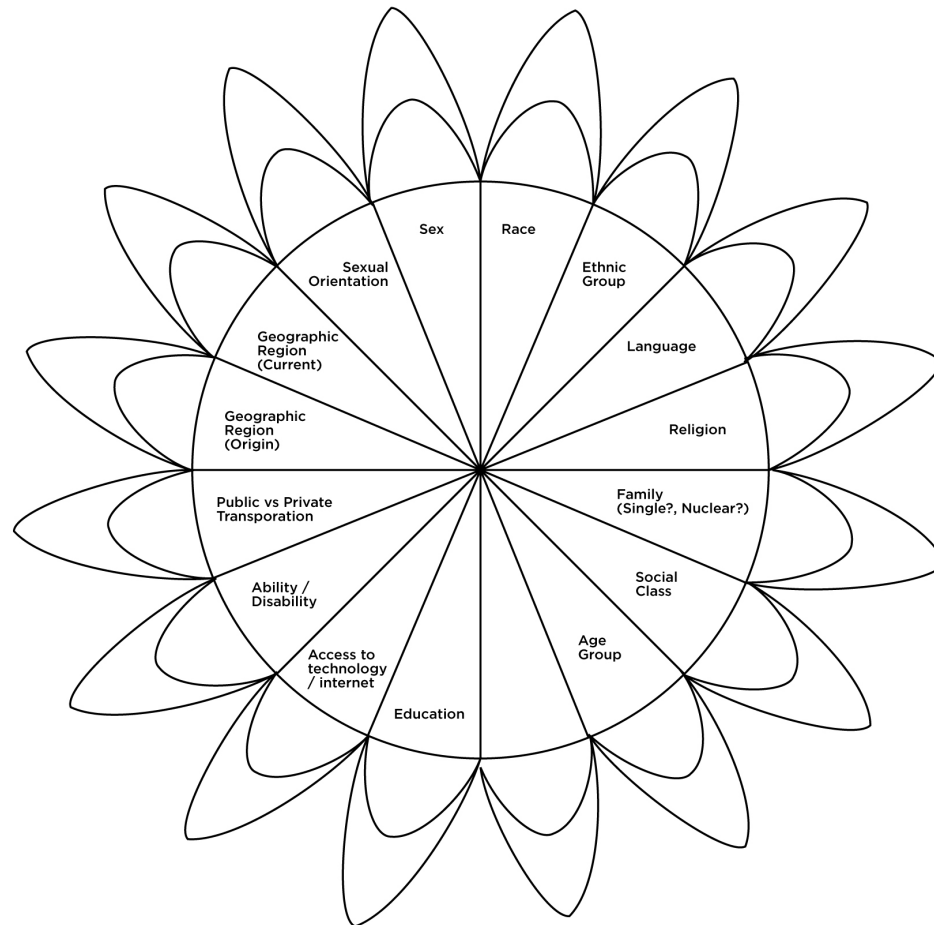 Sex
Race
Ethnic
Group
Language
Religion
Family
(Single?, Nuclear?)
Social
Class
Age
Group
Education
Access to
technology
/ internet
Ability /
Disability
Public vs Private
Transporation
Geographic
Region
(Origin)
Geographic
Region
(Current)
Sexual
Orientation